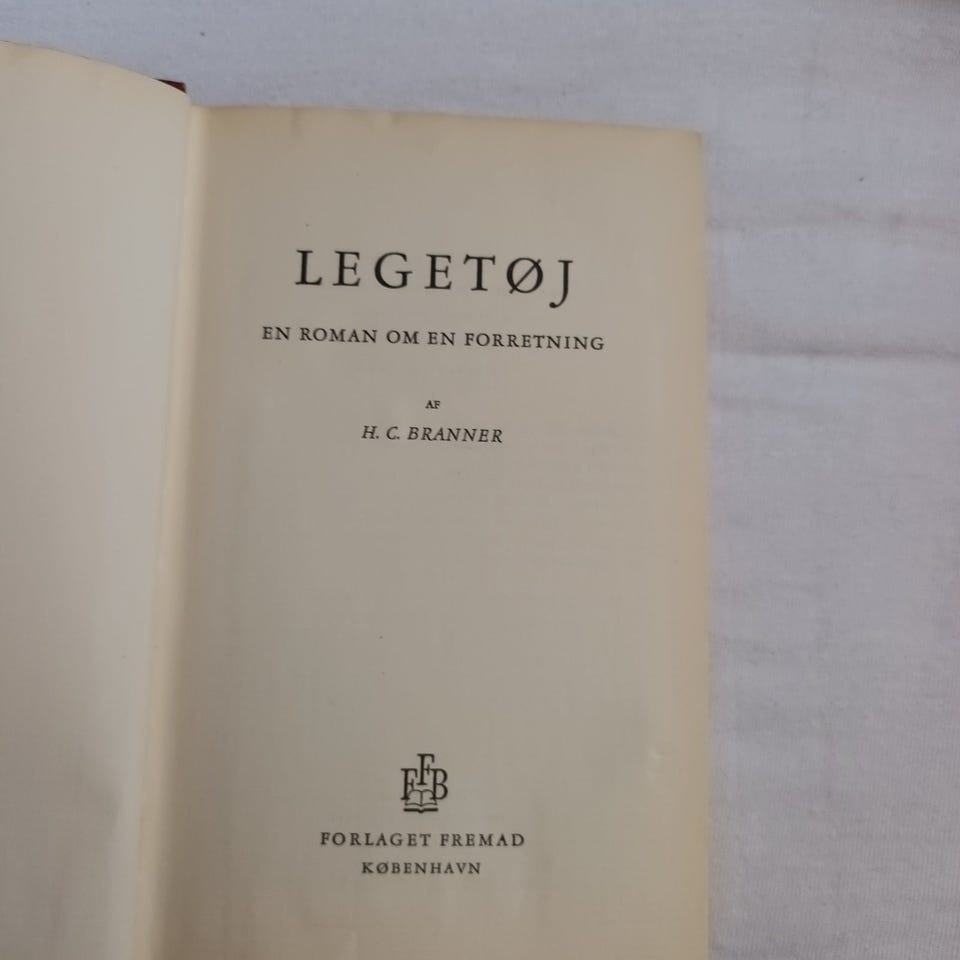 LEGETØJ
EN ROMAN OM EN FORRETNING
AF
H. C. BRANNER
FFB
FORLAGET FREMAD
KØBENHAVN